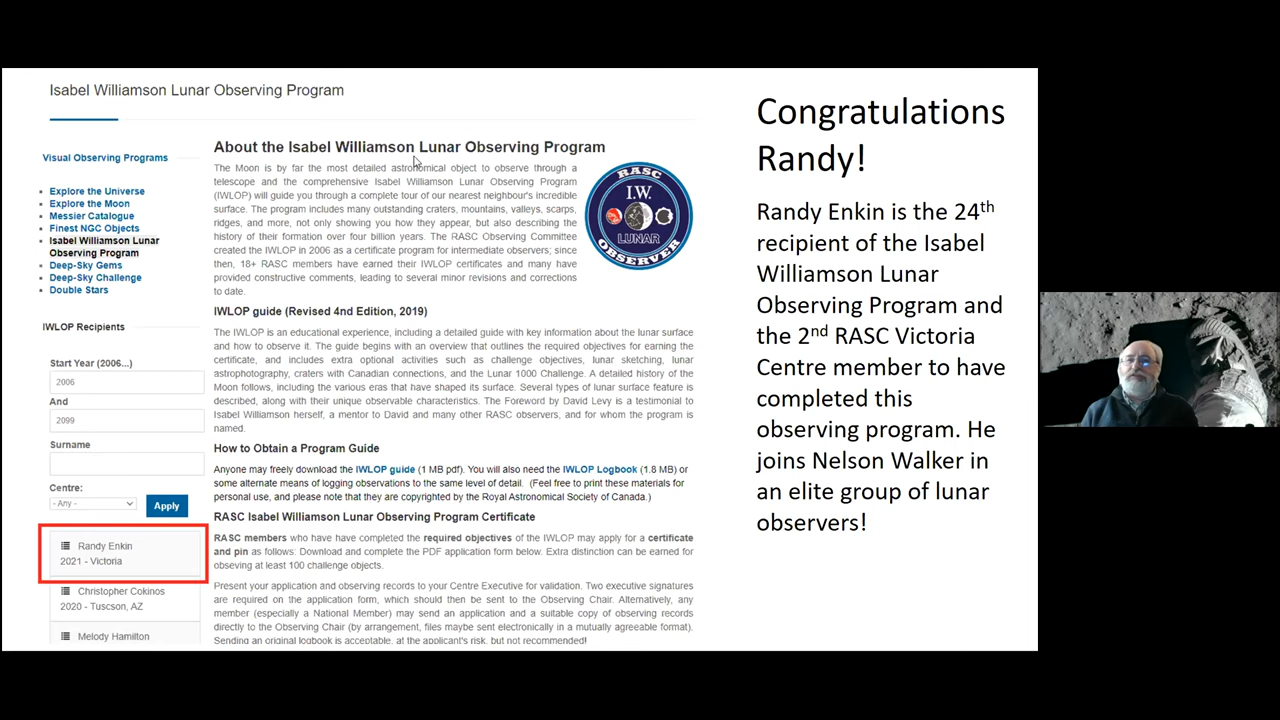 Isabel Williamson Lunar Observing Program
Visual Observing Programs
Explore the Universe
Explore the Moon
Messier Catalogue
Finest NGC Objects
Isabel Williamson Lunar
Observing Program
Deep-Sky Gems
Deep-Sky Challenge
Double Stars
IWLOP Recipients
Start Year (2006...)
2006
And
2099
Surname
Centre:
- Any -
Apply
Randy Enkin
2021 - Victoria
Christopher Cokinos
2020 - Tuscson, AZ
Melody Hamilton
About the Isabel Williamson Lunar Observing Program
The Moon is by far the most detailed astronomical object to observe through a
telescope and the comprehensive Isabel Williamson Lunar Observing Program
(IWLOP) will guide you through a complete tour of our nearest neighbour's incredible
surface. The program includes many outstanding craters, mountains, valleys, scarps,
ridges, and more, not only showing you how they appear, but also describing the
history of their formation over four billion years. The RASC Observing Committee
created the IWLOP in 2006 as a certificate program for intermediate observers; since
then, 18+ RASC members have earned their IWLOP certificates and many have
provided constructive comments, leading to several minor revisions and corrections
to date.
RASC
I.W.
LUNAR
OBSERVER
IWLOP guide (Revised 4nd Edition, 2019)
The IWLOP is an educational experience, including a detailed guide with key information about the lunar surface
and how to observe it. The guide begins with an overview that outlines the required objectives for earning the
certificate, and includes extra optional activities such as challenge objectives, lunar sketching, lunar
astrophotography, craters with Canadian connections, and the Lunar 1000 Challenge. A detailed history of the
Moon follows, including the various eras that have shaped its surface. Several types of lunar surface feature is
described, along with their unique observable characteristics. The Foreword by David Levy is a testimonial to
Isabel Williamson herself, a mentor to David and many other RASC observers, and for whom the program is
named.
How to Obtain a Program Guide
Anyone may freely download the IWLOP guide (1 MB pdf). You will also need the IWLOP Logbook (1.8 MB) or
some alternate means of logging observations to the same level of detail. (Feel free to print these materials for
personal use, and please note that they are copyrighted by the Royal Astronomical Society of Canada.)
RASC Isabel Williamson Lunar Observing Program Certificate
RASC members who have have completed the required objectives of the IWLOP may apply for a certificate
and pin as follows: Download and complete the PDF application form below. Extra distinction can be earned for
obseving at least 100 challenge objects.
Present your application and observing records to your Centre Executive for validation. Two executive signatures
are required on the application form, which should then be sent to the Observing Chair. Alternatively, any
member (especially a National Member) may send an application and a suitable copy of observing records
directly to the Observing Chair (by arrangement, files maybe sent electronically in a mutually agreeable format).
Sending an original logbook is acceptable, at the applicant's risk, but not recommended!
Congratulations
Randy!
Randy Enkin is the 24th
recipient of the Isabel
Williamson Lunar
Observing Program and
the 2nd RASC Victoria
Centre member to have
completed this
observing program. He
joins Nelson Walker in
an elite group of lunar
observers!